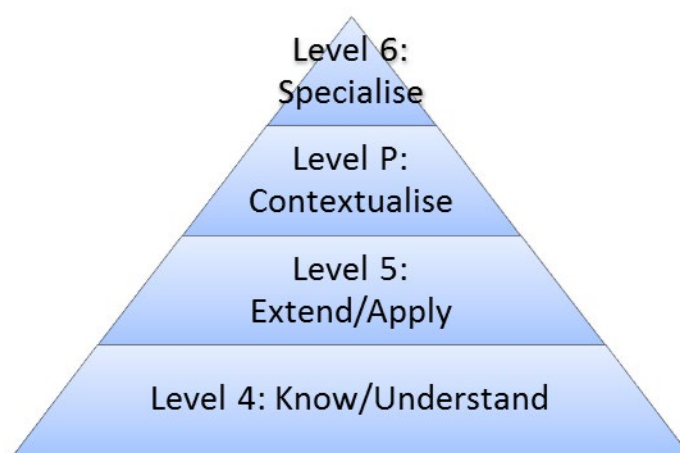 Level 6:
Specialise
Level P:
Contextualise
Level 5:
Extend/Apply
Level 4: Know/Understand